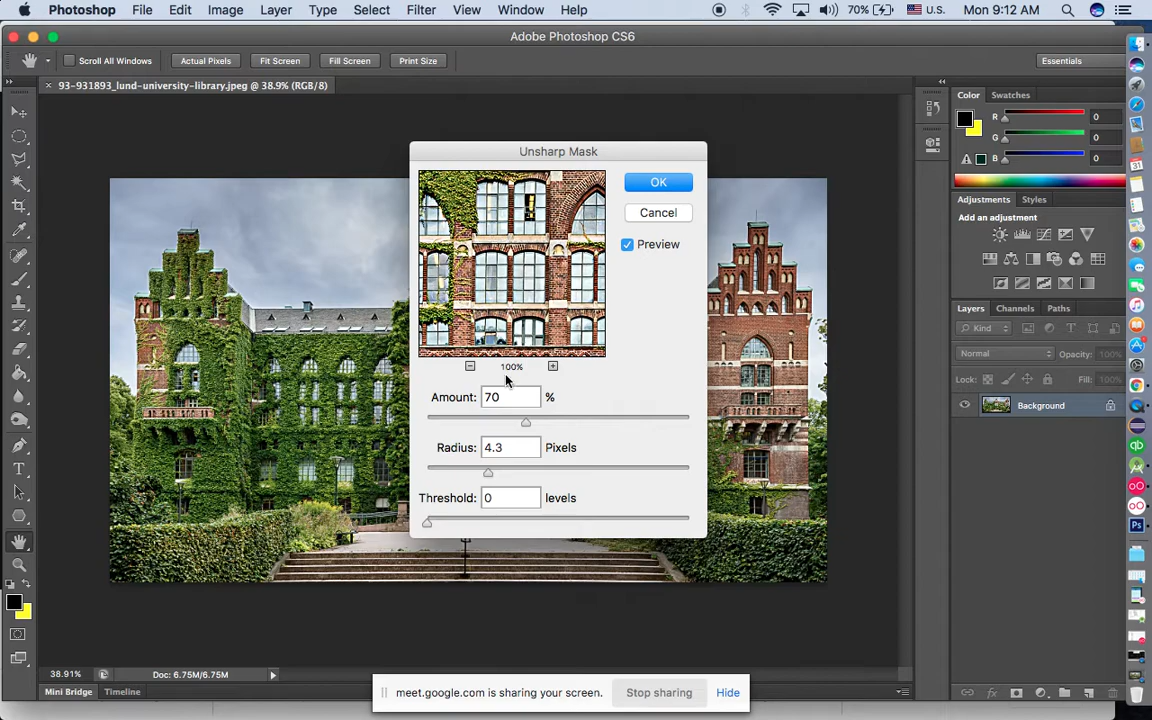 Photoshop File Edit Image Layer Type Select Filter View Window Help 70% U.S. Mon 9:12 AM
Adobe Photoshop CS6
Scroll All Windows Actual Pixels Fit Screen Fill Screen Print Size Essentials
× 93-931893_lund-university-library.jpeg @ 38.9% (RGB/8)
Color Swatches
R 0
G 0
B 0
Unsharp Mask
OK
Cancel
Preview
100%
Amount: 70 %
Radius: 4.3 Pixels
Threshold: 0 levels
Adjustments Styles
Add an adjustment
Layers Channels Paths
Kind
Normal Opacity: 100%
Lock: Fill: 100%
Background
38.91% Doc: 6.75M/6.75M
Mini Bridge Timeline
meet.google.com is sharing your screen. Stop sharing Hide